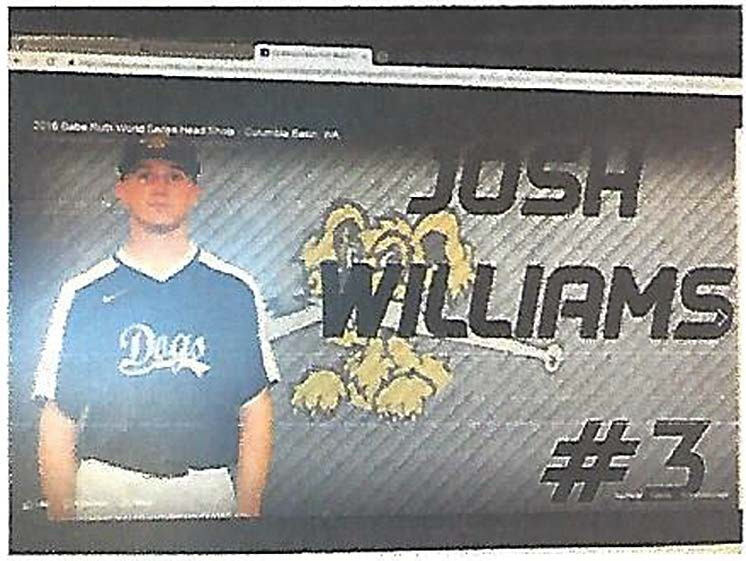 2016 Babe Ruth World Series Head Shots - Columbia Basin, WA
JOSH
WILLIAMS
Dogs
#3